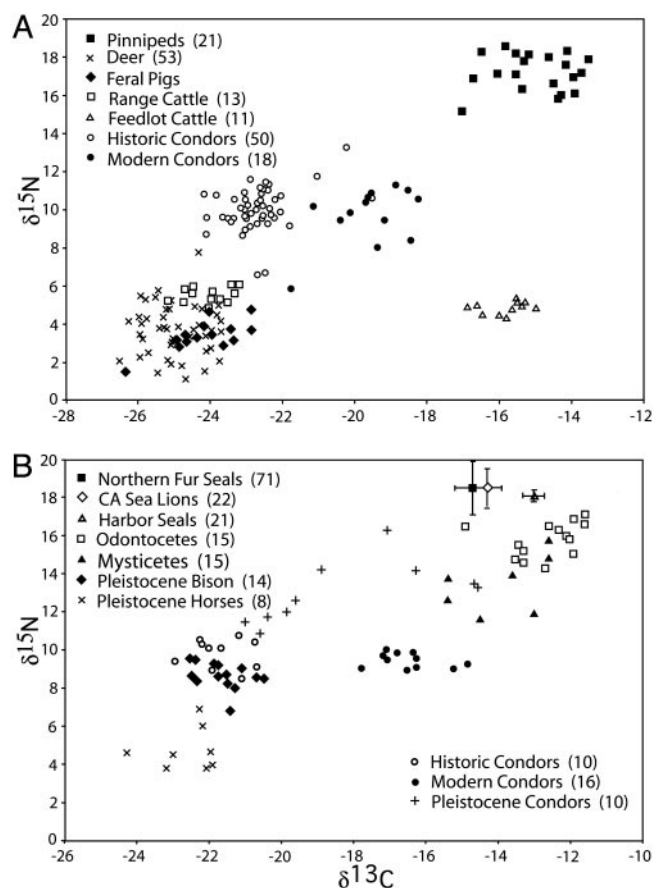 A
20
18
16
14
12
10
8
6
4
2
0
δ15N
Pinnipeds (21)
Deer (53)
Feral Pigs
Range Cattle (13)
Feedlot Cattle (11)
Historic Condors (50)
Modern Condors (18)
-28 -26 -24 -22 -20 -18 -16 -14 -12
B
20
18
16
14
12
10
8
6
4
2
0
δ15N
Northern Fur Seals (71)
CA Sea Lions (22)
Harbor Seals (21)
Odontocetes (15)
Mysticetes (15)
Pleistocene Bison (14)
Pleistocene Horses (8)
Historic Condors (10)
Modern Condors (16)
Pleistocene Condors (10)
-26 -24 -22 -20 -18 -16 -14 -12 -10
δ13C